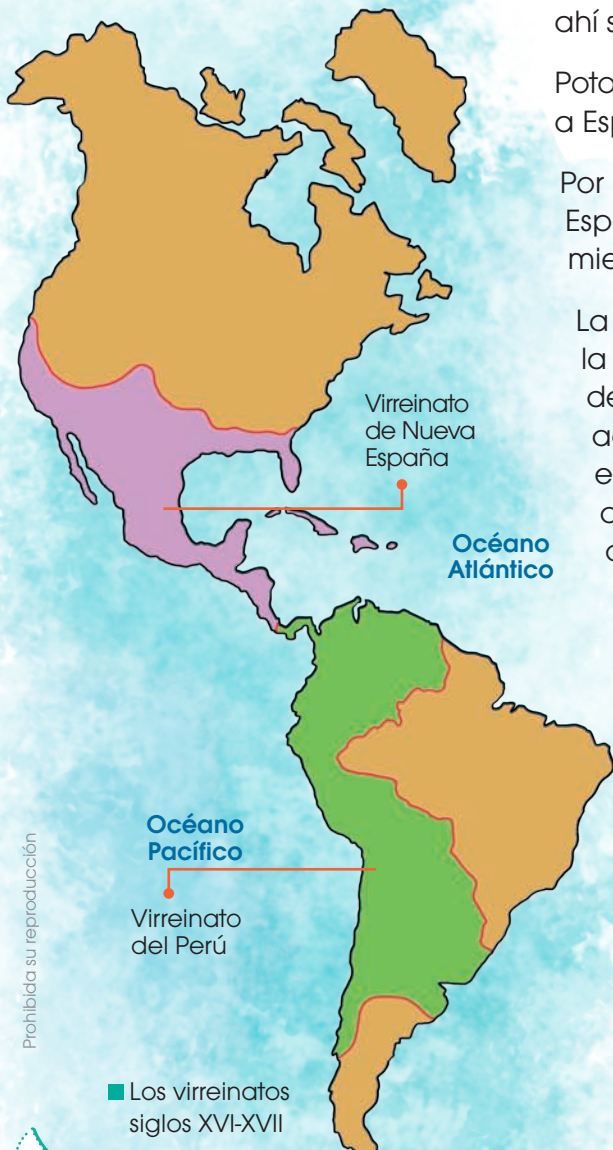 ahí s
Poto
a Esp
Por
Esp
mie
La
la
de
Virreinato
de Nueva
España
Océano
Atlántico
Océano
Pacífico
Virreinato
del Perú
Prohibida su reproducción
Los virreinatos
siglos XVI-XVII